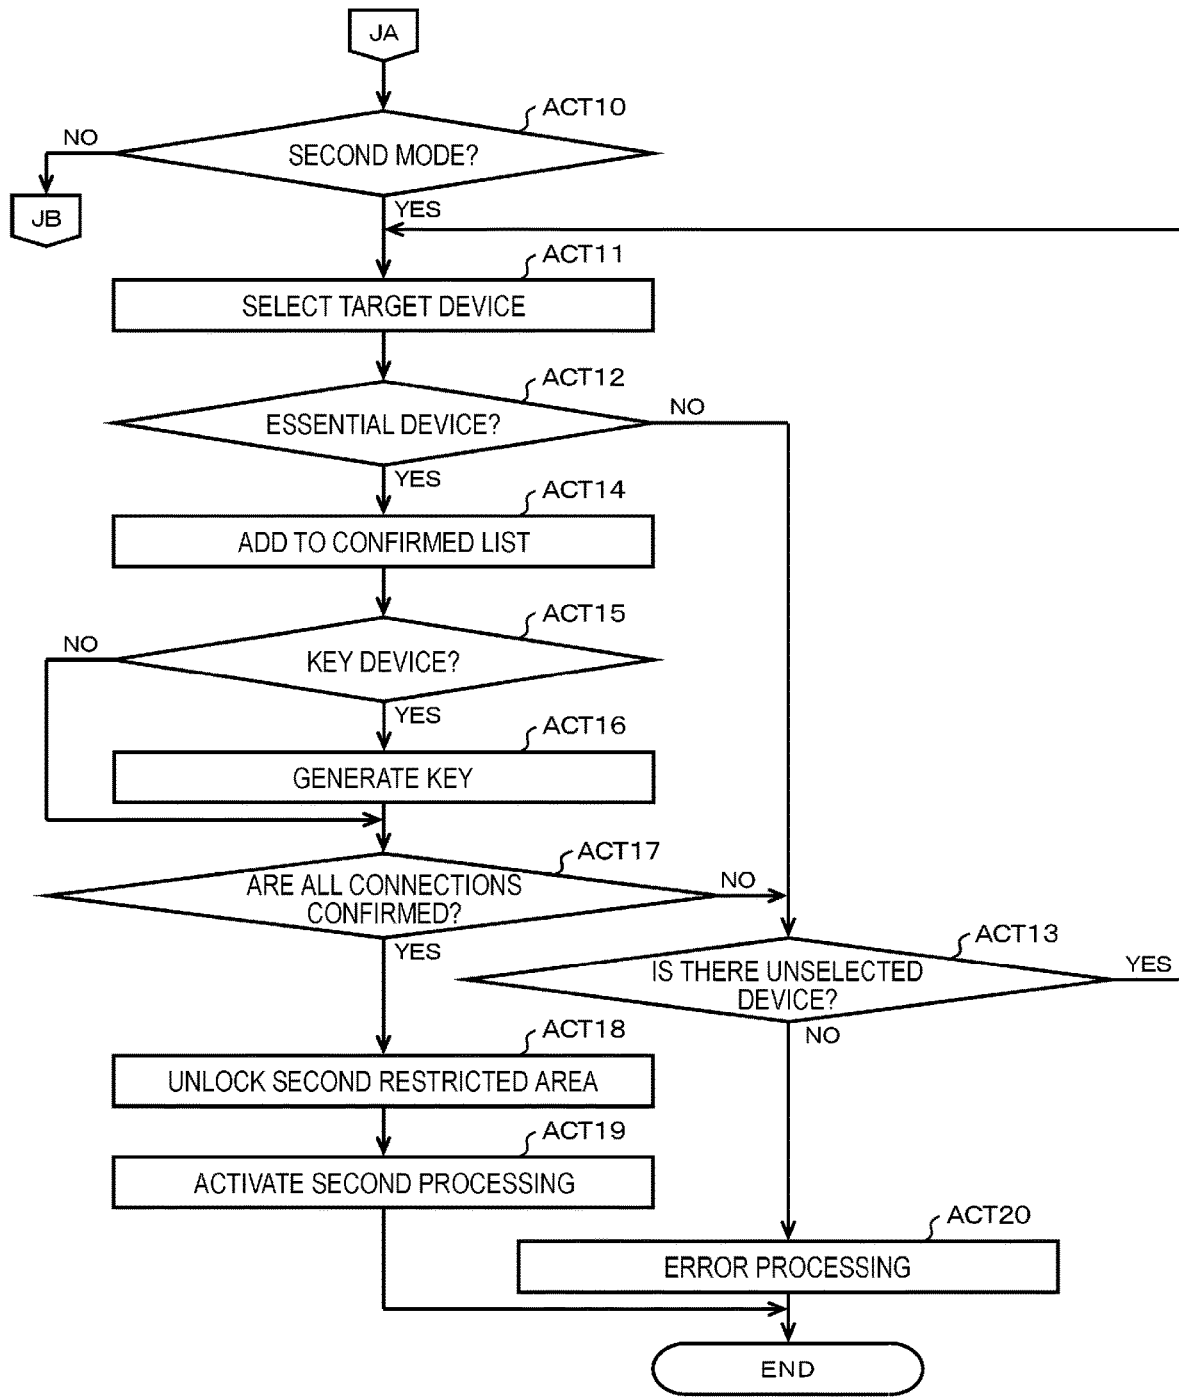 JA
ACT10
NO
SECOND MODE?
JB
YES
ACT11
SELECT TARGET DEVICE
ACT12
NO
ESSENTIAL DEVICE?
YES
ACT14
ADD TO CONFIRMED LIST
ACT15
NO
KEY DEVICE?
YES
ACT16
GENERATE KEY
ACT17
ARE ALL CONNECTIONS
CONFIRMED?
NO
YES
ACT13
IS THERE UNSELECTED
DEVICE?
YES
NO
ACT18
UNLOCK SECOND RESTRICTED AREA
ACT19
ACTIVATE SECOND PROCESSING
ACT20
ERROR PROCESSING
END